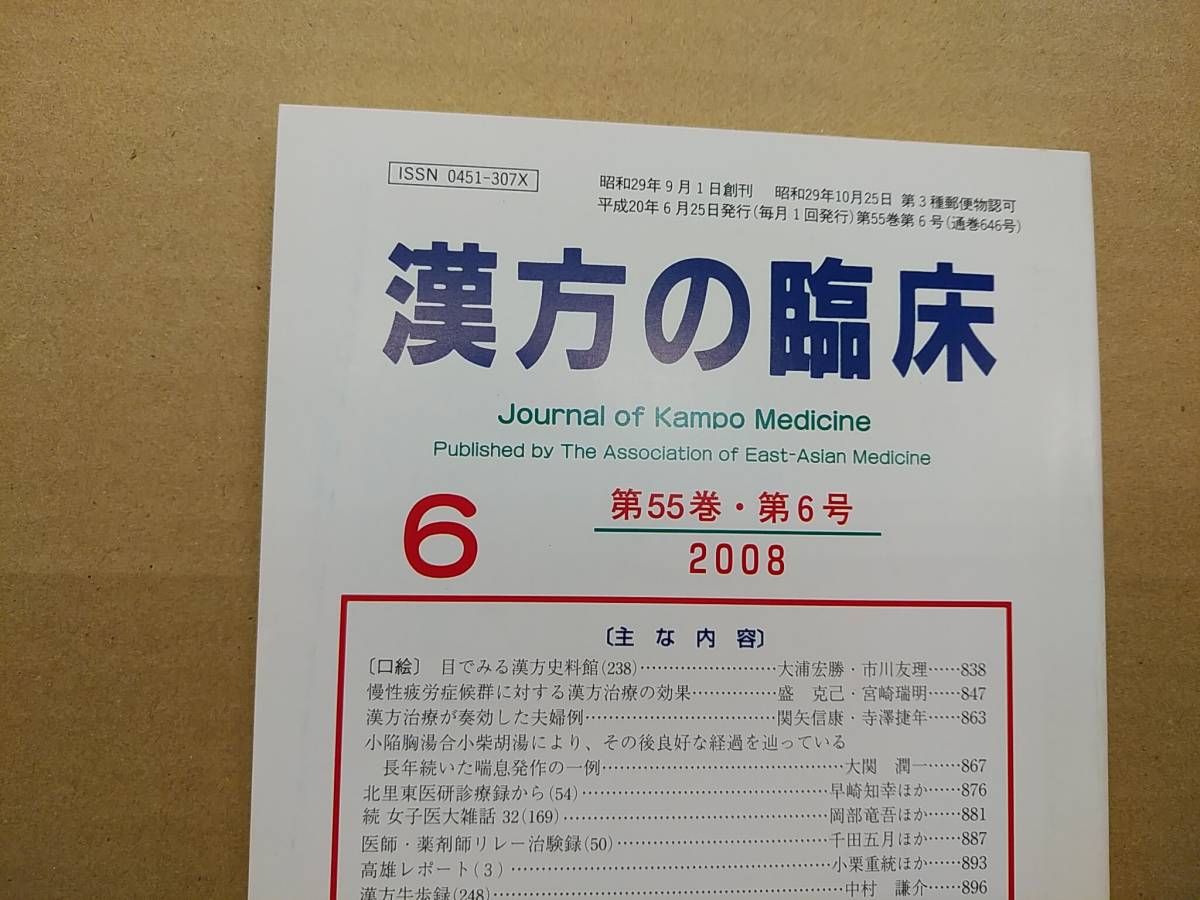 ISSN 0451-307X
昭和29年9月1日創刊 昭和29年10月25日 第3種郵便物認可
平成20年6月25日発行(毎月1回発行)第55巻第6号(通巻646号)
漢方の臨床
Journal of Kampo Medicine
Published by The Association of East-Asian Medicine
6
第55巻・第6号
2008
〔主な内容〕
〔口絵〕 目でみる漢方史料館(238)……………………大浦宏勝・市川友理……838
慢性疲労症候群に対する漢方治療の効果……………盛 克己・宮崎瑞明……847
漢方治療が奏効した夫婦例……………………………関矢信康・寺澤捷年……863
小陥胸湯合小柴胡湯により、その後良好な経過を辿っている
長年続いた喘息発作の一例……………………………………大関 潤一……867
北里東医研診療録から(54)……………………………………早崎知幸ほか……876
続 女子医大雑話 32(169)………………………………………岡部竜吾ほか……881
医師・薬剤師リレー治験録(50)………………………………千田五月ほか……887
高雄レポート(3)………………………………………………小栗重統ほか……893
漢方牛歩録(248)…………………………………………………中村 謙介……896